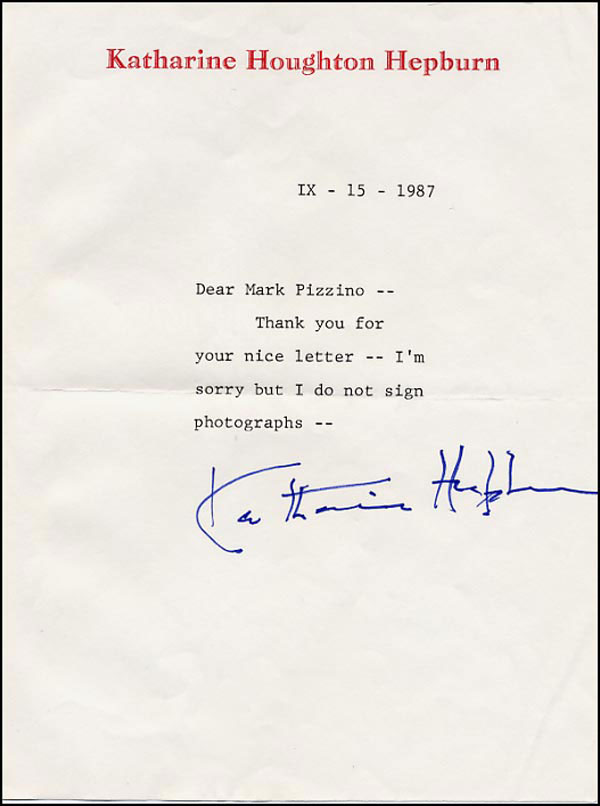 Katharine Houghton Hepburn
IX - 15 - 1987
Dear Mark Pizzino --
Thank you for
your nice letter -- I'm
sorry but I do not sign
photographs --
Katharine Hepburn